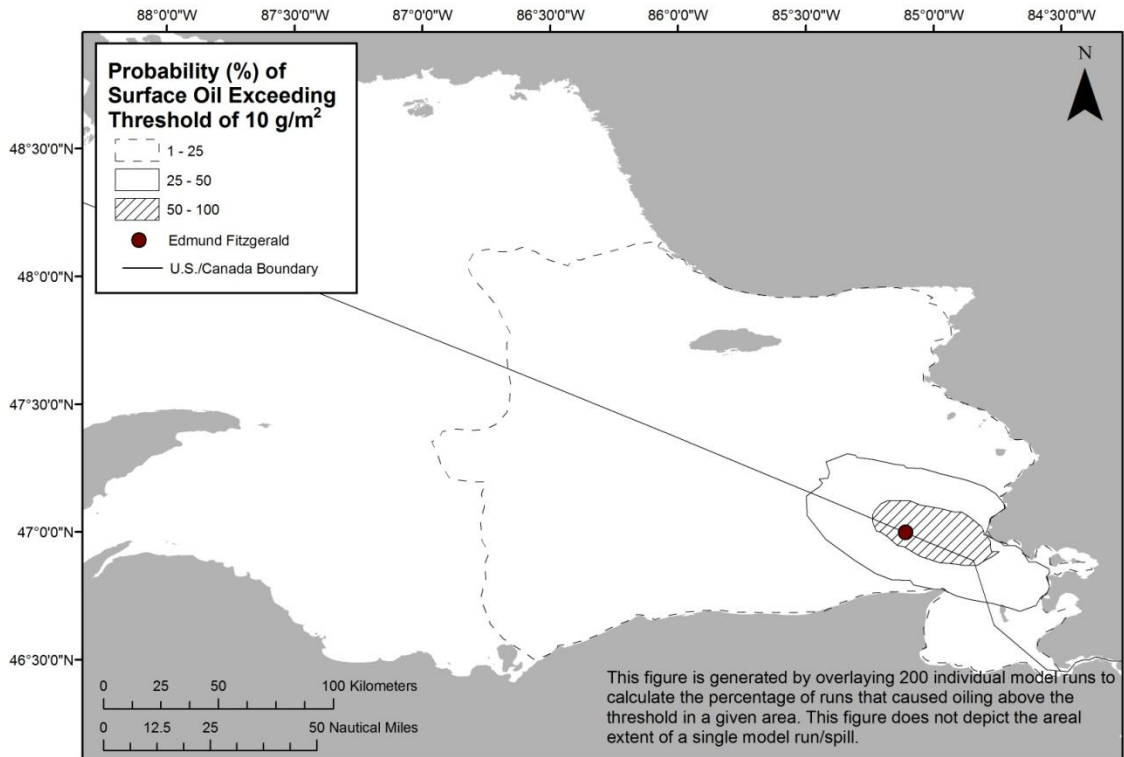 88°0'0"W 87°30'0"W 87°0'0"W 86°30'0"W 86°0'0"W 85°30'0"W 85°0'0"W 84°30'0"W
Probability (%) of
Surface Oil Exceeding
Threshold of 10 g/m²
1 - 25
25 - 50
50 - 100
Edmund Fitzgerald
U.S./Canada Boundary
N
48°30'0"N
48°0'0"N
47°30'0"N
47°0'0"N
46°30'0"N
0 25 50 100 Kilometers
0 12.5 25 50 Nautical Miles
This figure is generated by overlaying 200 individual model runs to
calculate the percentage of runs that caused oiling above the
threshold in a given area. This figure does not depict the areal
extent of a single model run/spill.